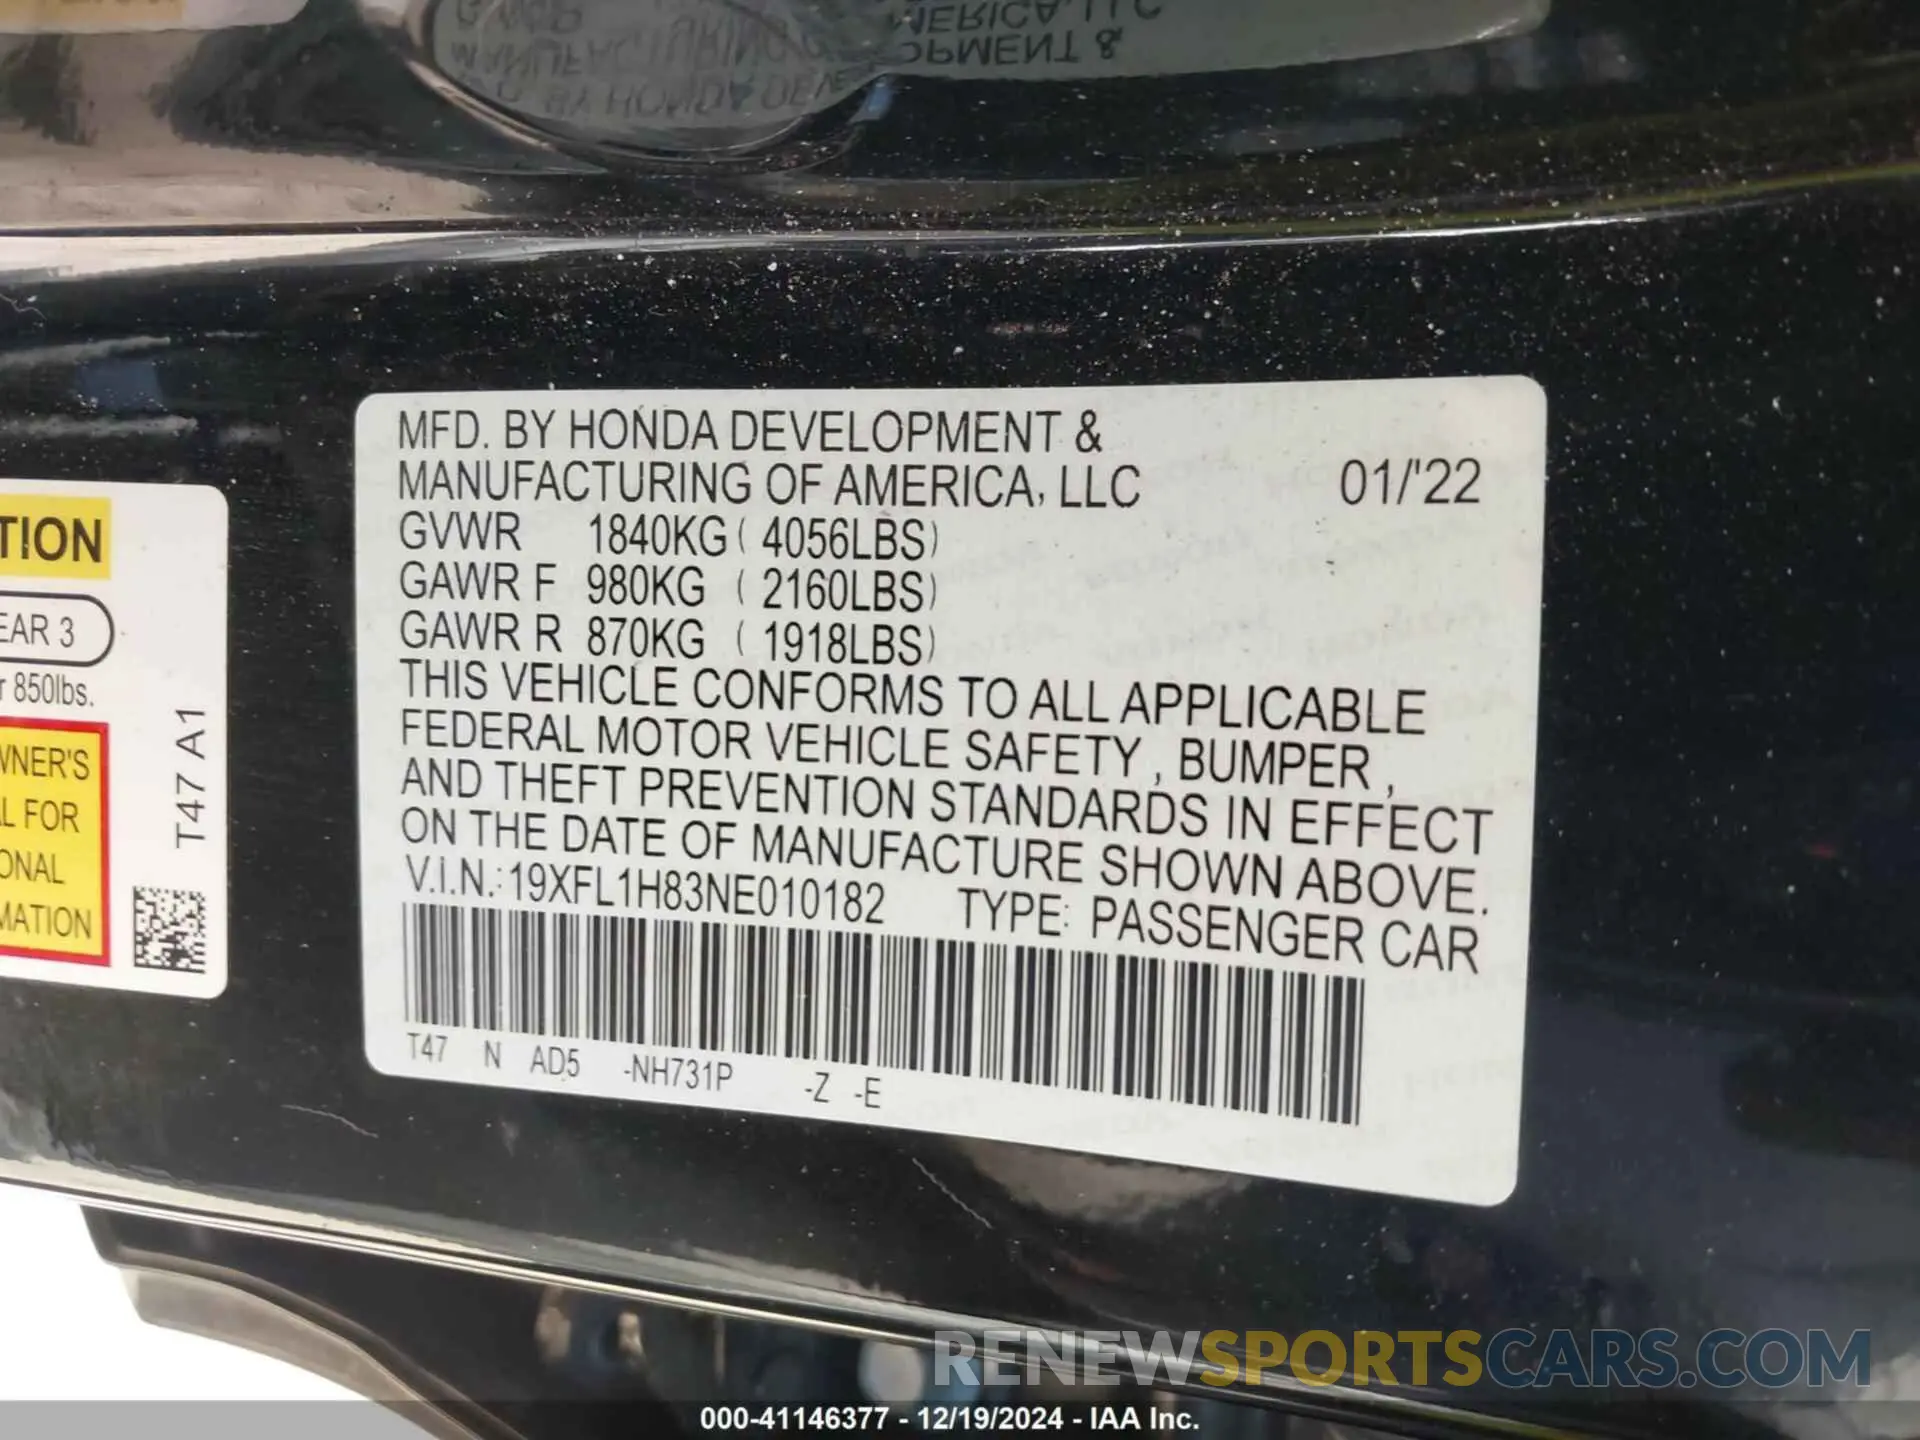 MFD. BY HONDA DEVELOPMENT &
MANUFACTURING OF AMERICA, LLC 01/'22
GVWR 1840KG ( 4056LBS)
GAWR F 980KG ( 2160LBS)
GAWR R 870KG ( 1918LBS)
THIS VEHICLE CONFORMS TO ALL APPLICABLE
FEDERAL MOTOR VEHICLE SAFETY , BUMPER ,
AND THEFT PREVENTION STANDARDS IN EFFECT
ON THE DATE OF MANUFACTURE SHOWN ABOVE.
V.I.N.: 19XFL1H83NE010182 TYPE: PASSENGER CAR
T47 N AD5 -NH731P -Z -E
TION
EAR 3
r 850lbs.
WNER'S
L FOR
ONAL
MATION
T47 A1
RENEWSPORTSCARS.COM
000-41146377 - 12/19/2024 - IAA Inc.